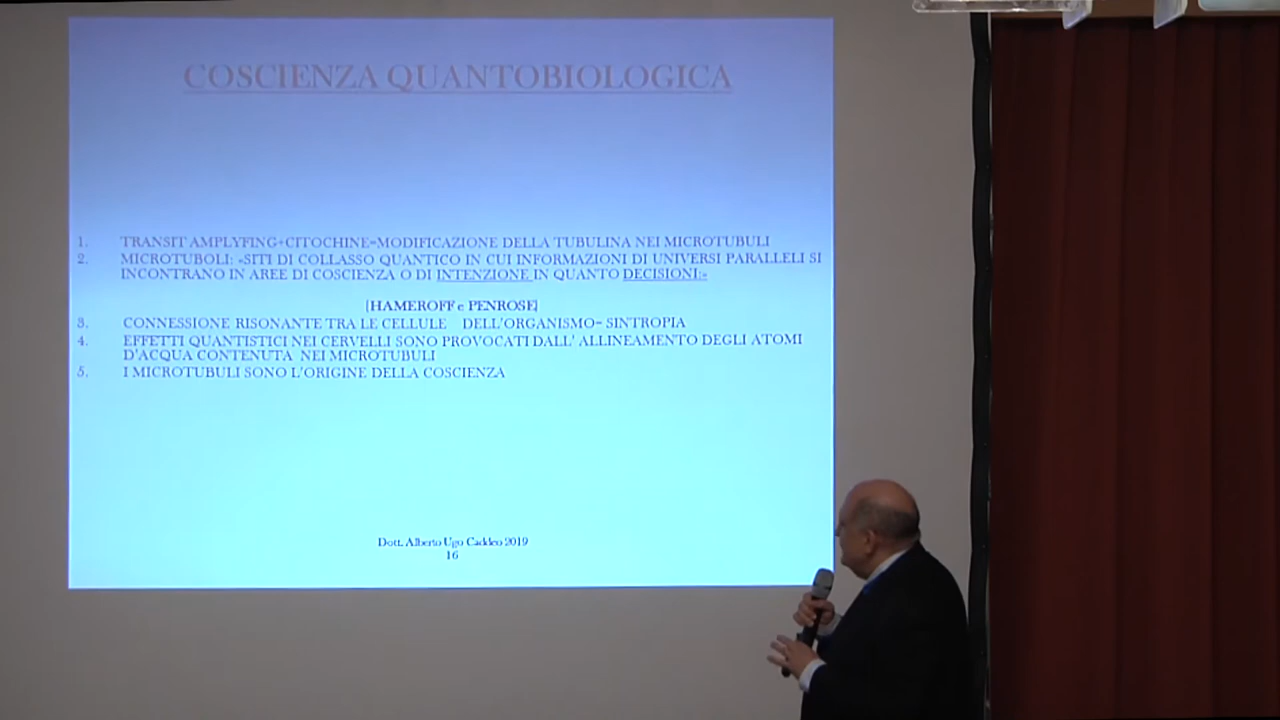 COSCIENZA QUANTOBIOLOGICA
1. TRANSIT AMPLYFING+CITOCHINE=MODIFICAZIONE DELLA TUBULINA NEI MICROTUBULI
2. MICROTUBOLI: «SITI DI COLLASSO QUANTICO IN CUI INFORMAZIONI DI UNIVERSI PARALLELI SI
INCONTRANO IN AREE DI COSCIENZA O DI INTENZIONE IN QUANTO DECISIONI:»
[HAMEROFF e PENROSE]
3. CONNESSIONE RISONANTE TRA LE CELLULE DELL'ORGANISMO= SINTROPIA
4. EFFETTI QUANTISTICI NEI CERVELLI SONO PROVOCATI DALL' ALLINEAMENTO DEGLI ATOMI
D'ACQUA CONTENUTA NEI MICROTUBULI
5. I MICROTUBULI SONO L'ORIGINE DELLA COSCIENZA
Dott. Alberto Ugo Caddeo 2019
16